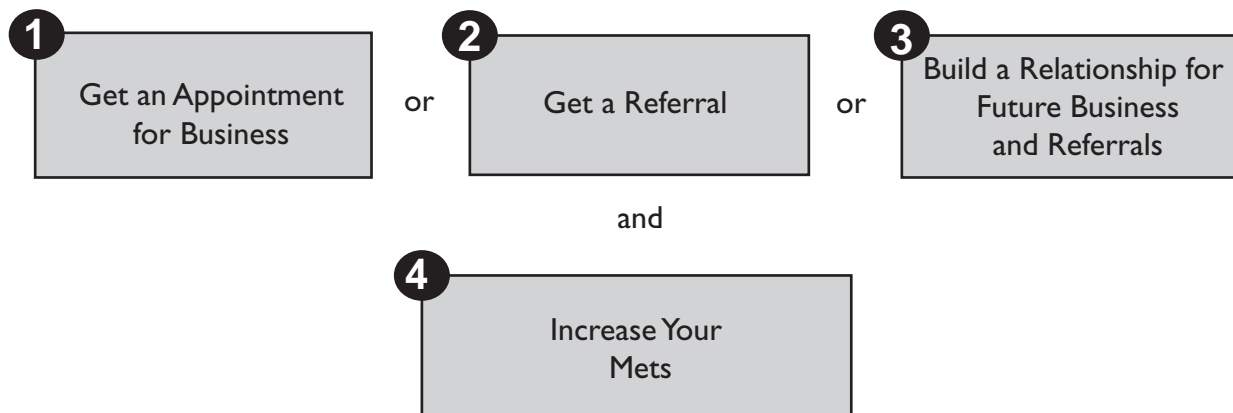 1
Get an Appointment
for Business
or
2
Get a Referral
or
3
Build a Relationship for
Future Business
and Referrals
and
4
Increase Your
Mets